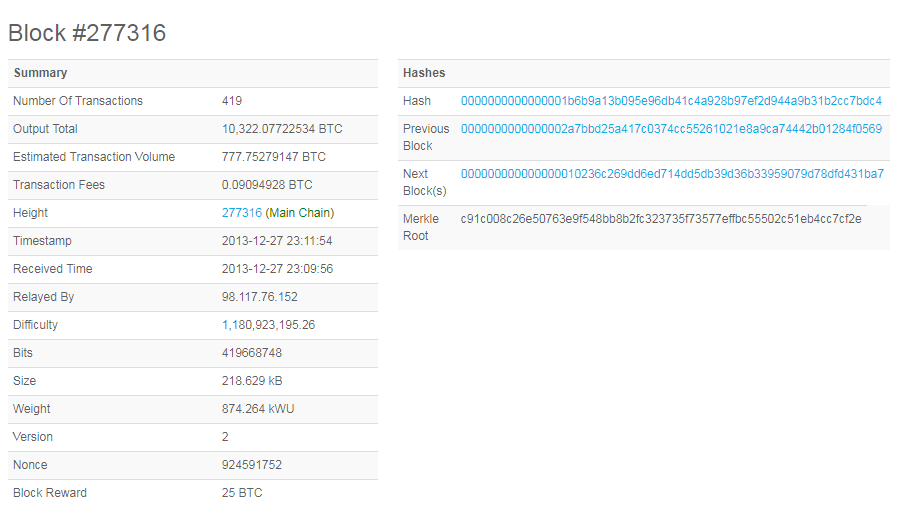 Block #277316
Summary
Number Of Transactions 419
Output Total 10,322.07722534 BTC
Estimated Transaction Volume 777.75279147 BTC
Transaction Fees 0.09094928 BTC
Height 277316 (Main Chain)
Timestamp 2013-12-27 23:11:54
Received Time 2013-12-27 23:09:56
Relayed By 98.117.76.152
Difficulty 1,180,923,195.26
Bits 419668748
Size 218.629 kB
Weight 874.264 kWU
Version 2
Nonce 924591752
Block Reward 25 BTC
Hashes
Hash 0000000000000001b6b9a13b095e96db41c4a928b97ef2d944a9b31b2cc7bdc4
Previous 0000000000000002a7bbd25a417c0374cc55261021e8a9ca74442b01284f0569
Block
Next 000000000000000010236c269dd6ed714dd5db39d36b33959079d78dfd431ba7
Block(s)
Merkle c91c008c26e50763e9f548bb8b2fc323735f73577effbc55502c51eb4cc7cf2e
Root